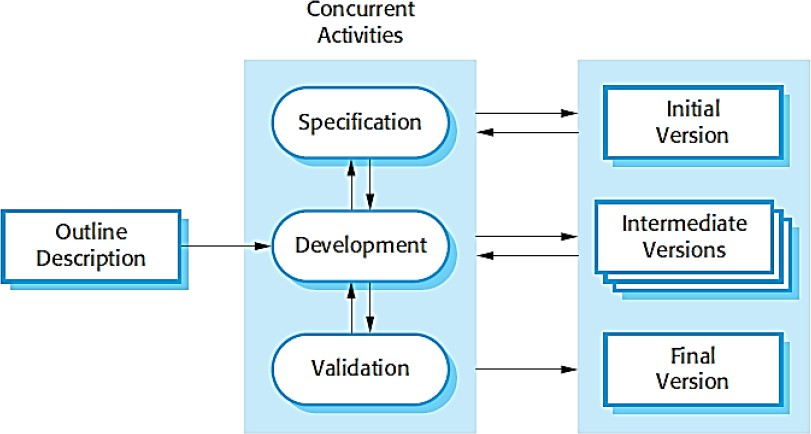 Concurrent
Activities
Specification
Initial
Version
Outline
Description
Development
Intermediate
Versions
Validation
Final
Version